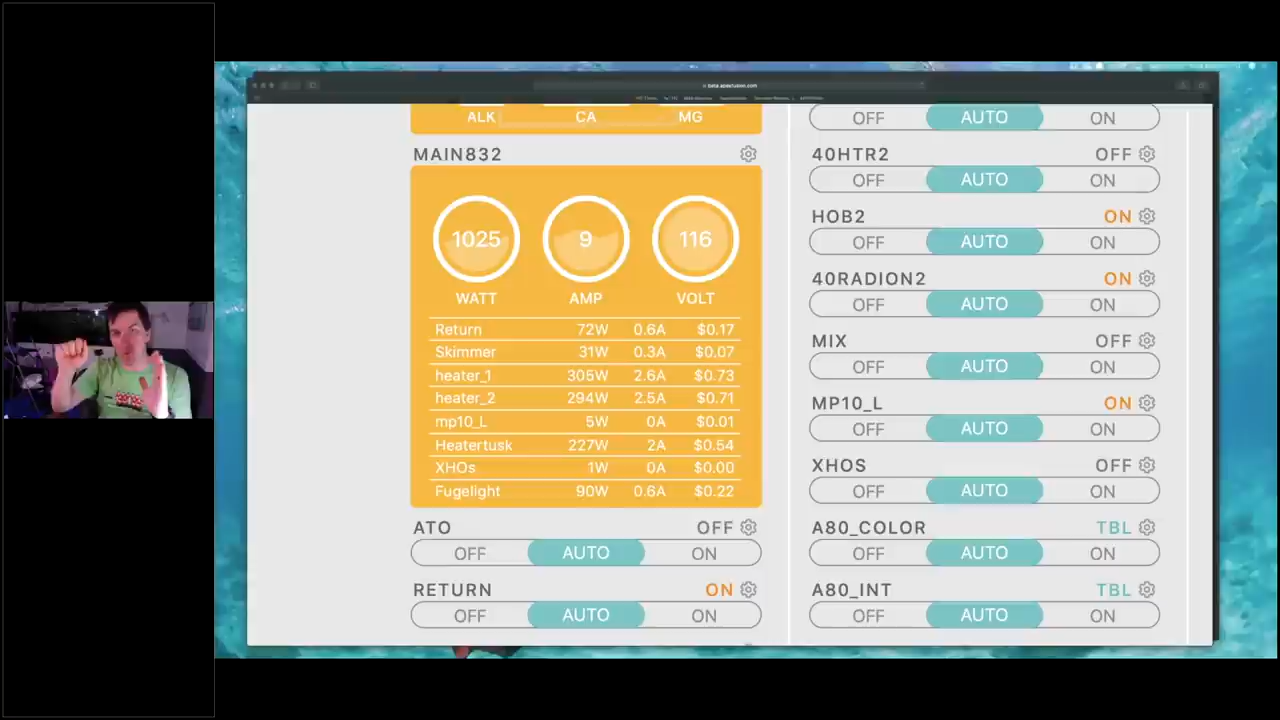 beta.apexfusion.com
ALK CA MG
MAIN832
1025 9 116
WATT AMP VOLT
Return 72W 0.6A $0.17
Skimmer 31W 0.3A $0.07
heater_1 305W 2.6A $0.73
heater_2 294W 2.5A $0.71
mp10_L 5W 0A $0.01
Heatertusk 227W 2A $0.54
XHOs 1W 0A $0.00
Fugelight 90W 0.6A $0.22
ATO OFF
OFF AUTO ON
RETURN ON
OFF AUTO ON
OFF AUTO ON
40HTR2 OFF
OFF AUTO ON
HOB2 ON
OFF AUTO ON
40RADION2 ON
OFF AUTO ON
MIX OFF
OFF AUTO ON
MP10_L ON
OFF AUTO ON
XHOS OFF
OFF AUTO ON
A80_COLOR TBL
OFF AUTO ON
A80_INT TBL
OFF AUTO ON